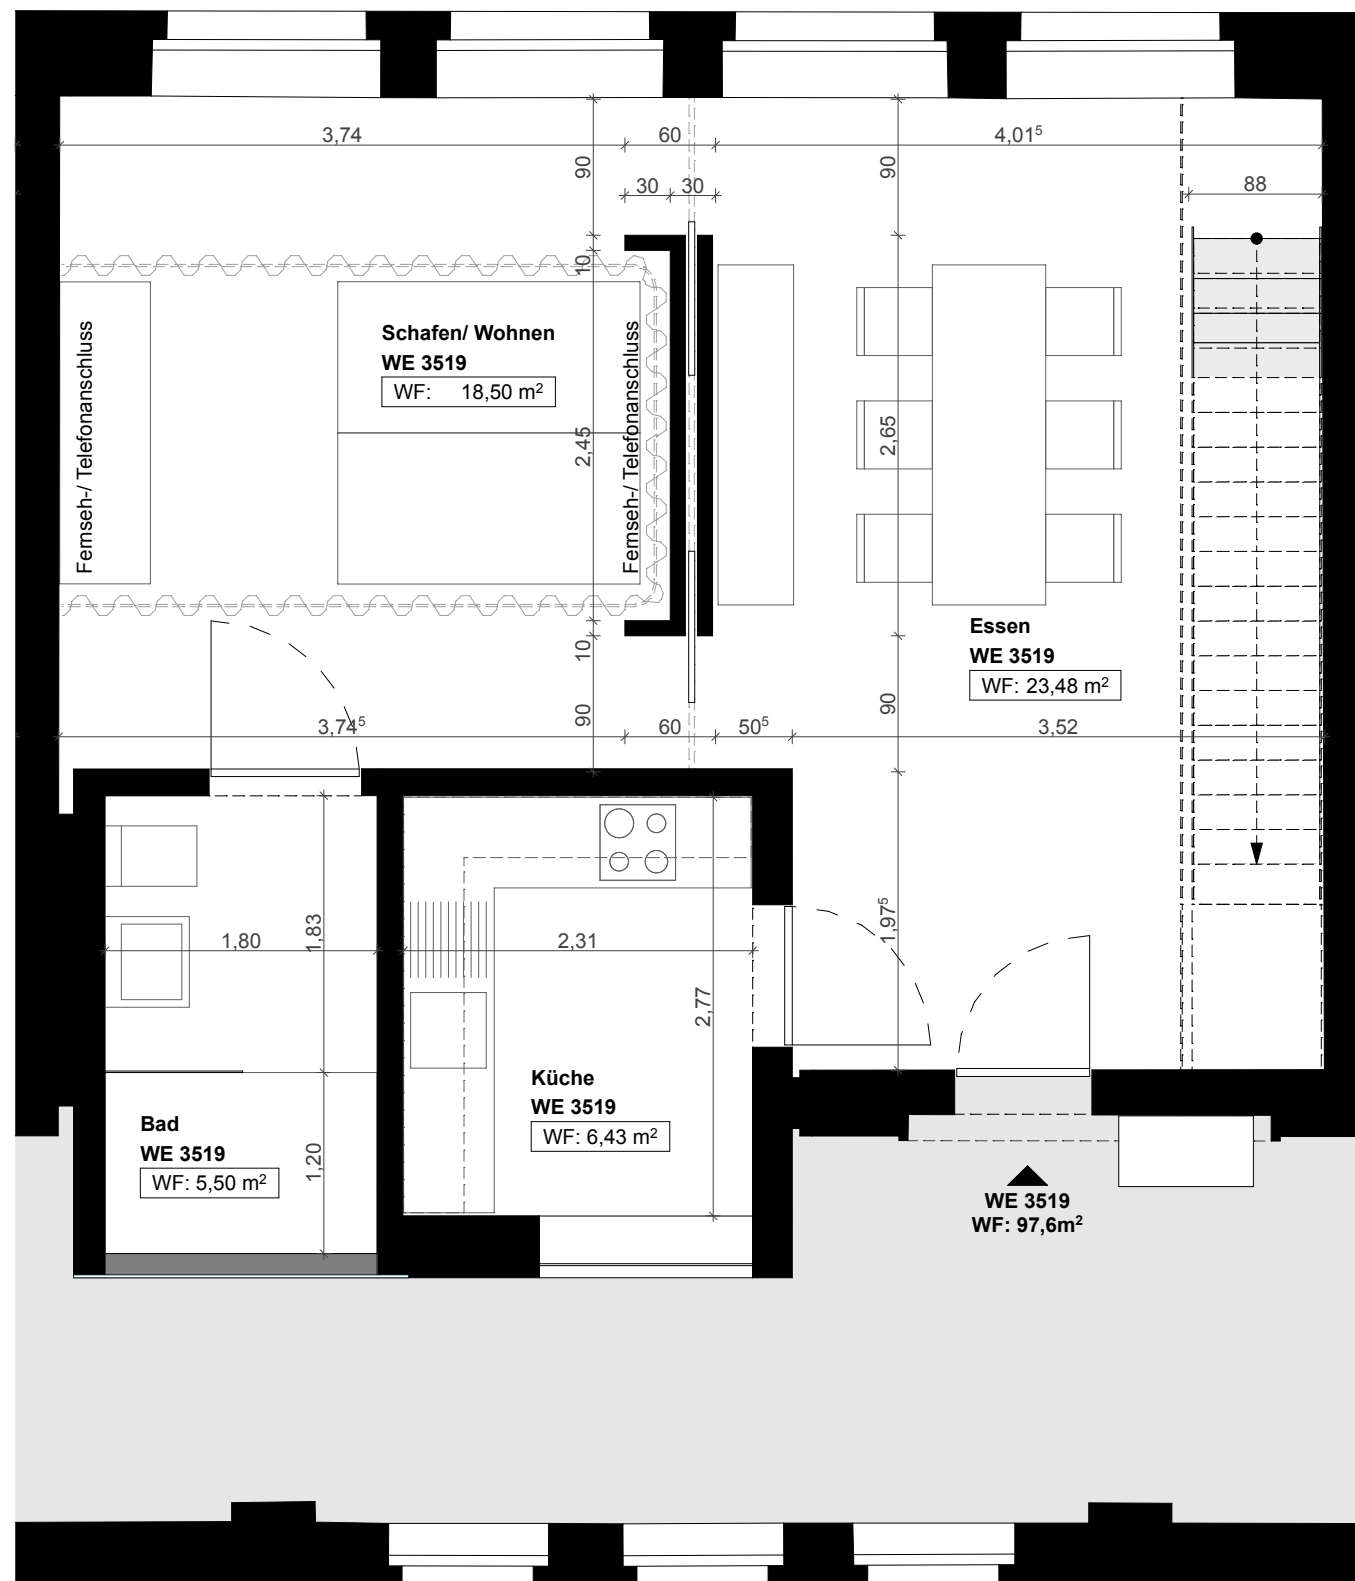 3,74
60
4,01⁵
90
90
30
30
88
10
Schafen/ Wohnen
WE 3519
WF: 18,50 m²
Fernseh-/ Telefonanschluss
Fernseh-/ Telefonanschluss
2,45
2,65
Essen
WE 3519
WF: 23,48 m²
10
90
90
3,74⁵
60
50⁵
3,52
1,83
1,80
2,31
1,97⁵
2,77
Küche
WE 3519
WF: 6,43 m²
Bad
WE 3519
WF: 5,50 m²
1,20
WE 3519
WF: 97,6m²